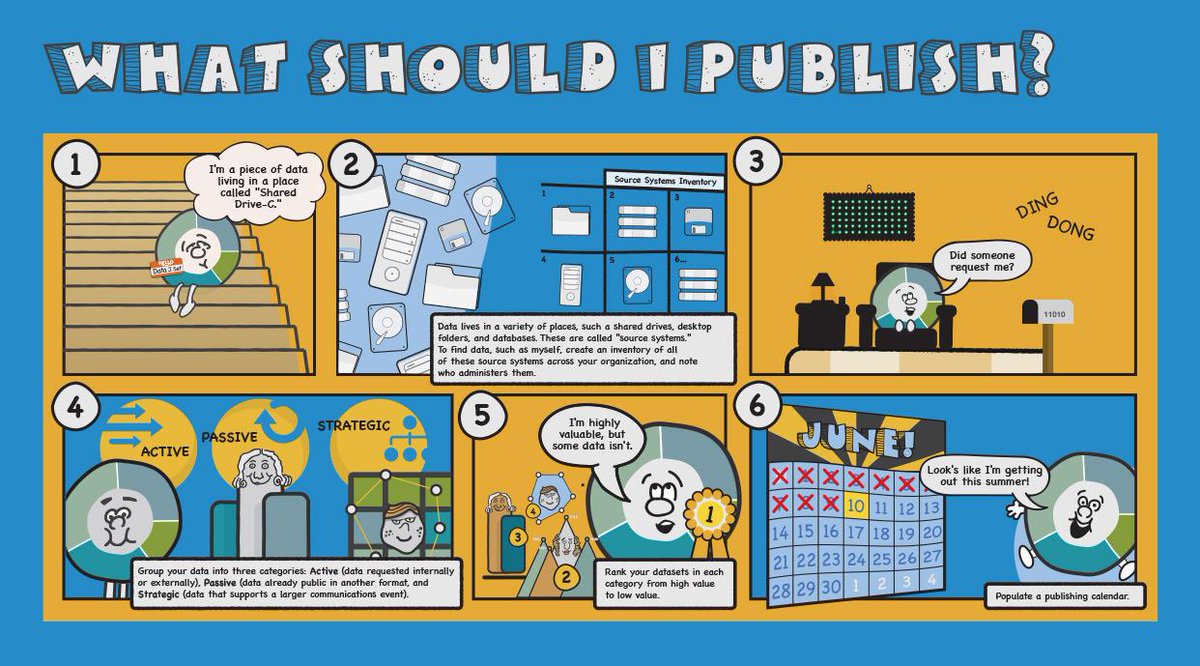 WHAT SHOULD I PUBLISH?
1
I'm a piece of data
living in a place
called "Shared
Drive-C."
Data 2 Set
2
Source Systems Inventory
1
2
3
4
5
6...
Data lives in a variety of places, such a shared drives, desktop
folders, and databases. These are called "source systems."
To find data, such as myself, create an inventory of all
of these source systems across your organization, and note
who administers them.
3
DING
DONG
Did someone
request me?
11010
4
ACTIVE
PASSIVE
STRATEGIC
Group your data into three categories: Active (data requested internally
or externally), Passive (data already public in another format, and
Strategic (data that supports a larger communications event).
5
I'm highly
valuable, but
some data isn't.
1
4
3
2
Rank your datasets in each
category from high value
to low value.
6
JUNE!
10 11 12 13
14 15 16 17 18 19 20
21 22 23 24 25 26 27
28 29 30 1 2 3 4
Look's like I'm getting
out this summer!
Populate a publishing calendar.